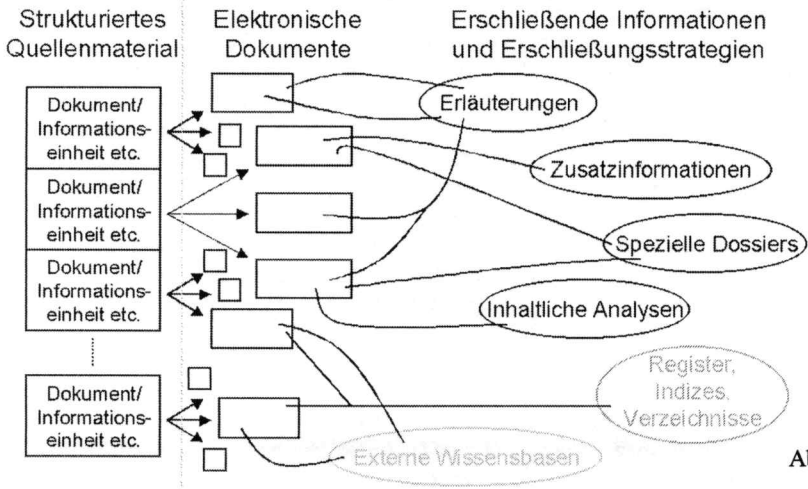 Strukturiertes
Quellenmaterial
Elektronische
Dokumente
Erschließende Informationen
und Erschließungsstrategien
Dokument/
Informations-
einheit etc.
Dokument/
Informations-
einheit etc.
Dokument/
Informations-
einheit etc.
Dokument/
Informations-
einheit etc.
Erläuterungen
Zusatzinformationen
Spezielle Dossiers
Inhaltliche Analysen
Register,
Indizes,
Verzeichnisse
Externe Wissensbasen